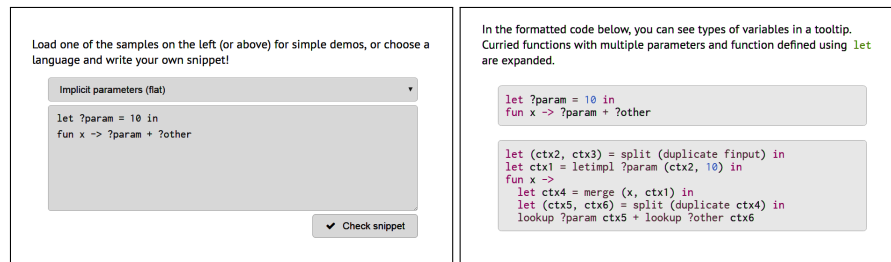 Load one of the samples on the left (or above) for simple demos, or choose a
language and write your own snippet!
Implicit parameters (flat)
let ?param = 10 in
fun x -> ?param + ?other
Check snippet
In the formatted code below, you can see types of variables in a tooltip.
Curried functions with multiple parameters and function defined using let
are expanded.
let ?param = 10 in
fun x -> ?param + ?other
let (ctx2, ctx3) = split (duplicate finput) in
let ctx1 = letimpl ?param (ctx2, 10) in
fun x ->
  let ctx4 = merge (x, ctx1) in
  let (ctx5, ctx6) = split (duplicate ctx4) in
  lookup ?param ctx5 + lookup ?other ctx6